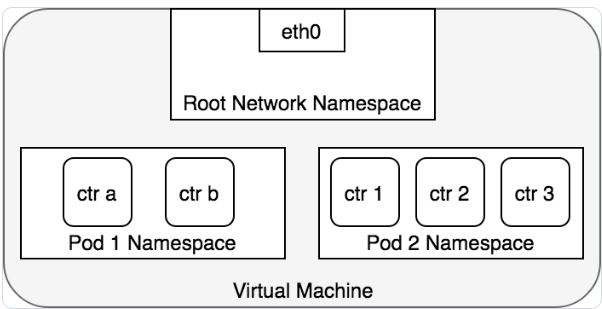 eth0
Root Network Namespace
ctr a
ctr b
Pod 1 Namespace
ctr 1
ctr 2
ctr 3
Pod 2 Namespace
Virtual Machine